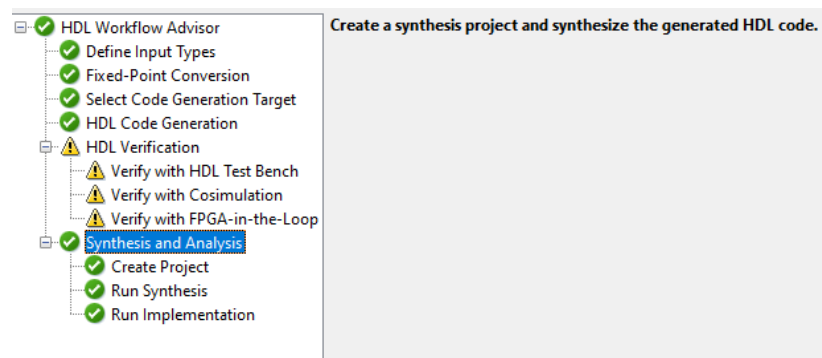 HDL Workflow Advisor
Define Input Types
Fixed-Point Conversion
Select Code Generation Target
HDL Code Generation
HDL Verification
Verify with HDL Test Bench
Verify with Cosimulation
Verify with FPGA-in-the-Loop
Synthesis and Analysis
Create Project
Run Synthesis
Run Implementation
Create a synthesis project and synthesize the generated HDL code.